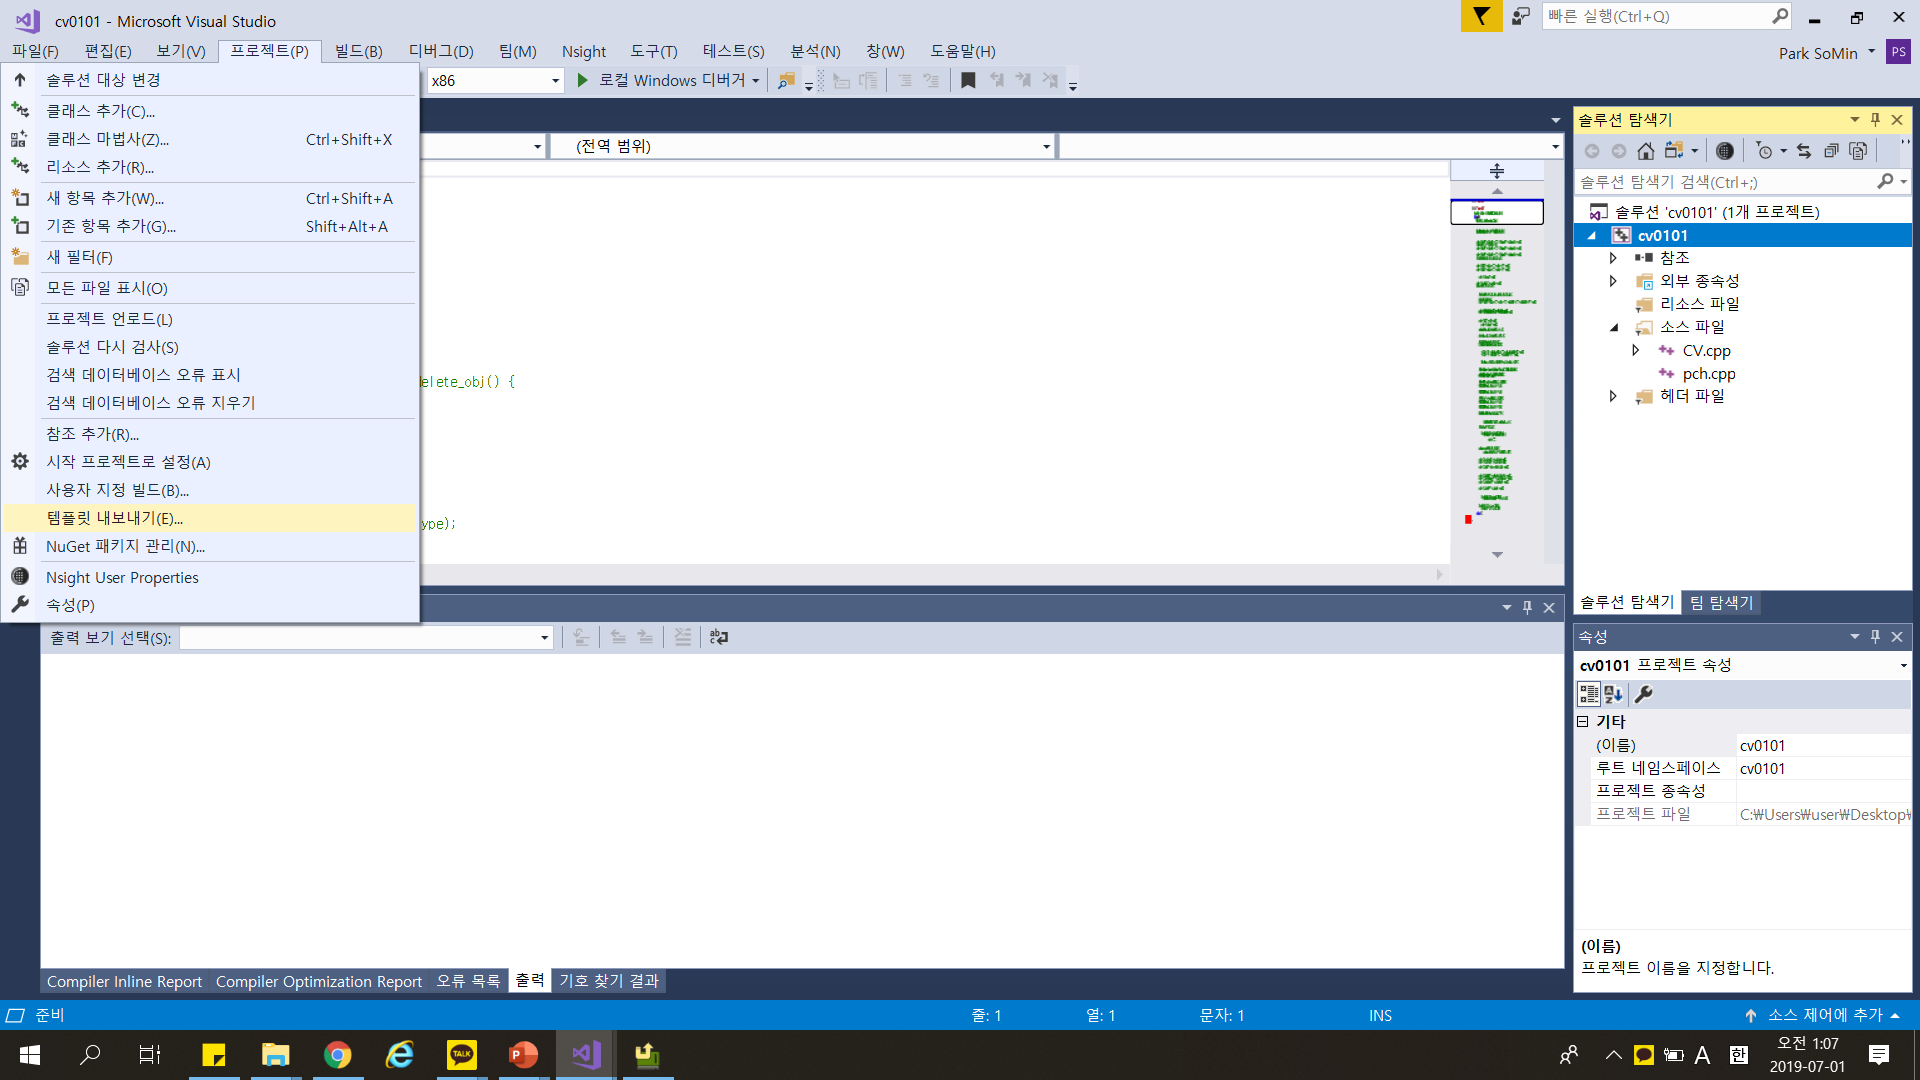 cv0101 - Microsoft Visual Studio
빠른 실행(Ctrl+Q)
파일(F) 편집(E) 보기(V) 프로젝트(P) 빌드(B) 디버그(D) 팀(M) Nsight 도구(T) 테스트(S) 분석(N) 창(W) 도움말(H)
Park SoMin PS
솔루션 대상 변경
x86 로컬 Windows 디버거
클래스 추가(C)...
클래스 마법사(Z)... Ctrl+Shift+X
리소스 추가(R)...
새 항목 추가(W)... Ctrl+Shift+A
기존 항목 추가(G)... Shift+Alt+A
새 필터(F)
모든 파일 표시(O)
프로젝트 언로드(L)
솔루션 다시 검사(S)
검색 데이터베이스 오류 표시
검색 데이터베이스 오류 지우기
참조 추가(R)...
시작 프로젝트로 설정(A)
사용자 지정 빌드(B)...
템플릿 내보내기(E)...
NuGet 패키지 관리(N)...
Nsight User Properties
속성(P)
(전역 범위)
delete_obj() {
ype);
솔루션 탐색기
솔루션 탐색기 검색(Ctrl+;)
솔루션 'cv0101' (1개 프로젝트)
cv0101
참조
외부 종속성
리소스 파일
소스 파일
CV.cpp
pch.cpp
헤더 파일
솔루션 탐색기 팀 탐색기
출력 보기 선택(S):
속성
cv0101 프로젝트 속성
기타
(이름) cv0101
루트 네임스페이스 cv0101
프로젝트 종속성
프로젝트 파일 C:₩Users₩user₩Desktop₩
(이름)
프로젝트 이름을 지정합니다.
Compiler Inline Report Compiler Optimization Report 오류 목록 출력 기호 찾기 결과
준비 줄: 1 열: 1 문자: 1 INS 소스 제어에 추가
TALK
A 한
오전 1:07
2019-07-01